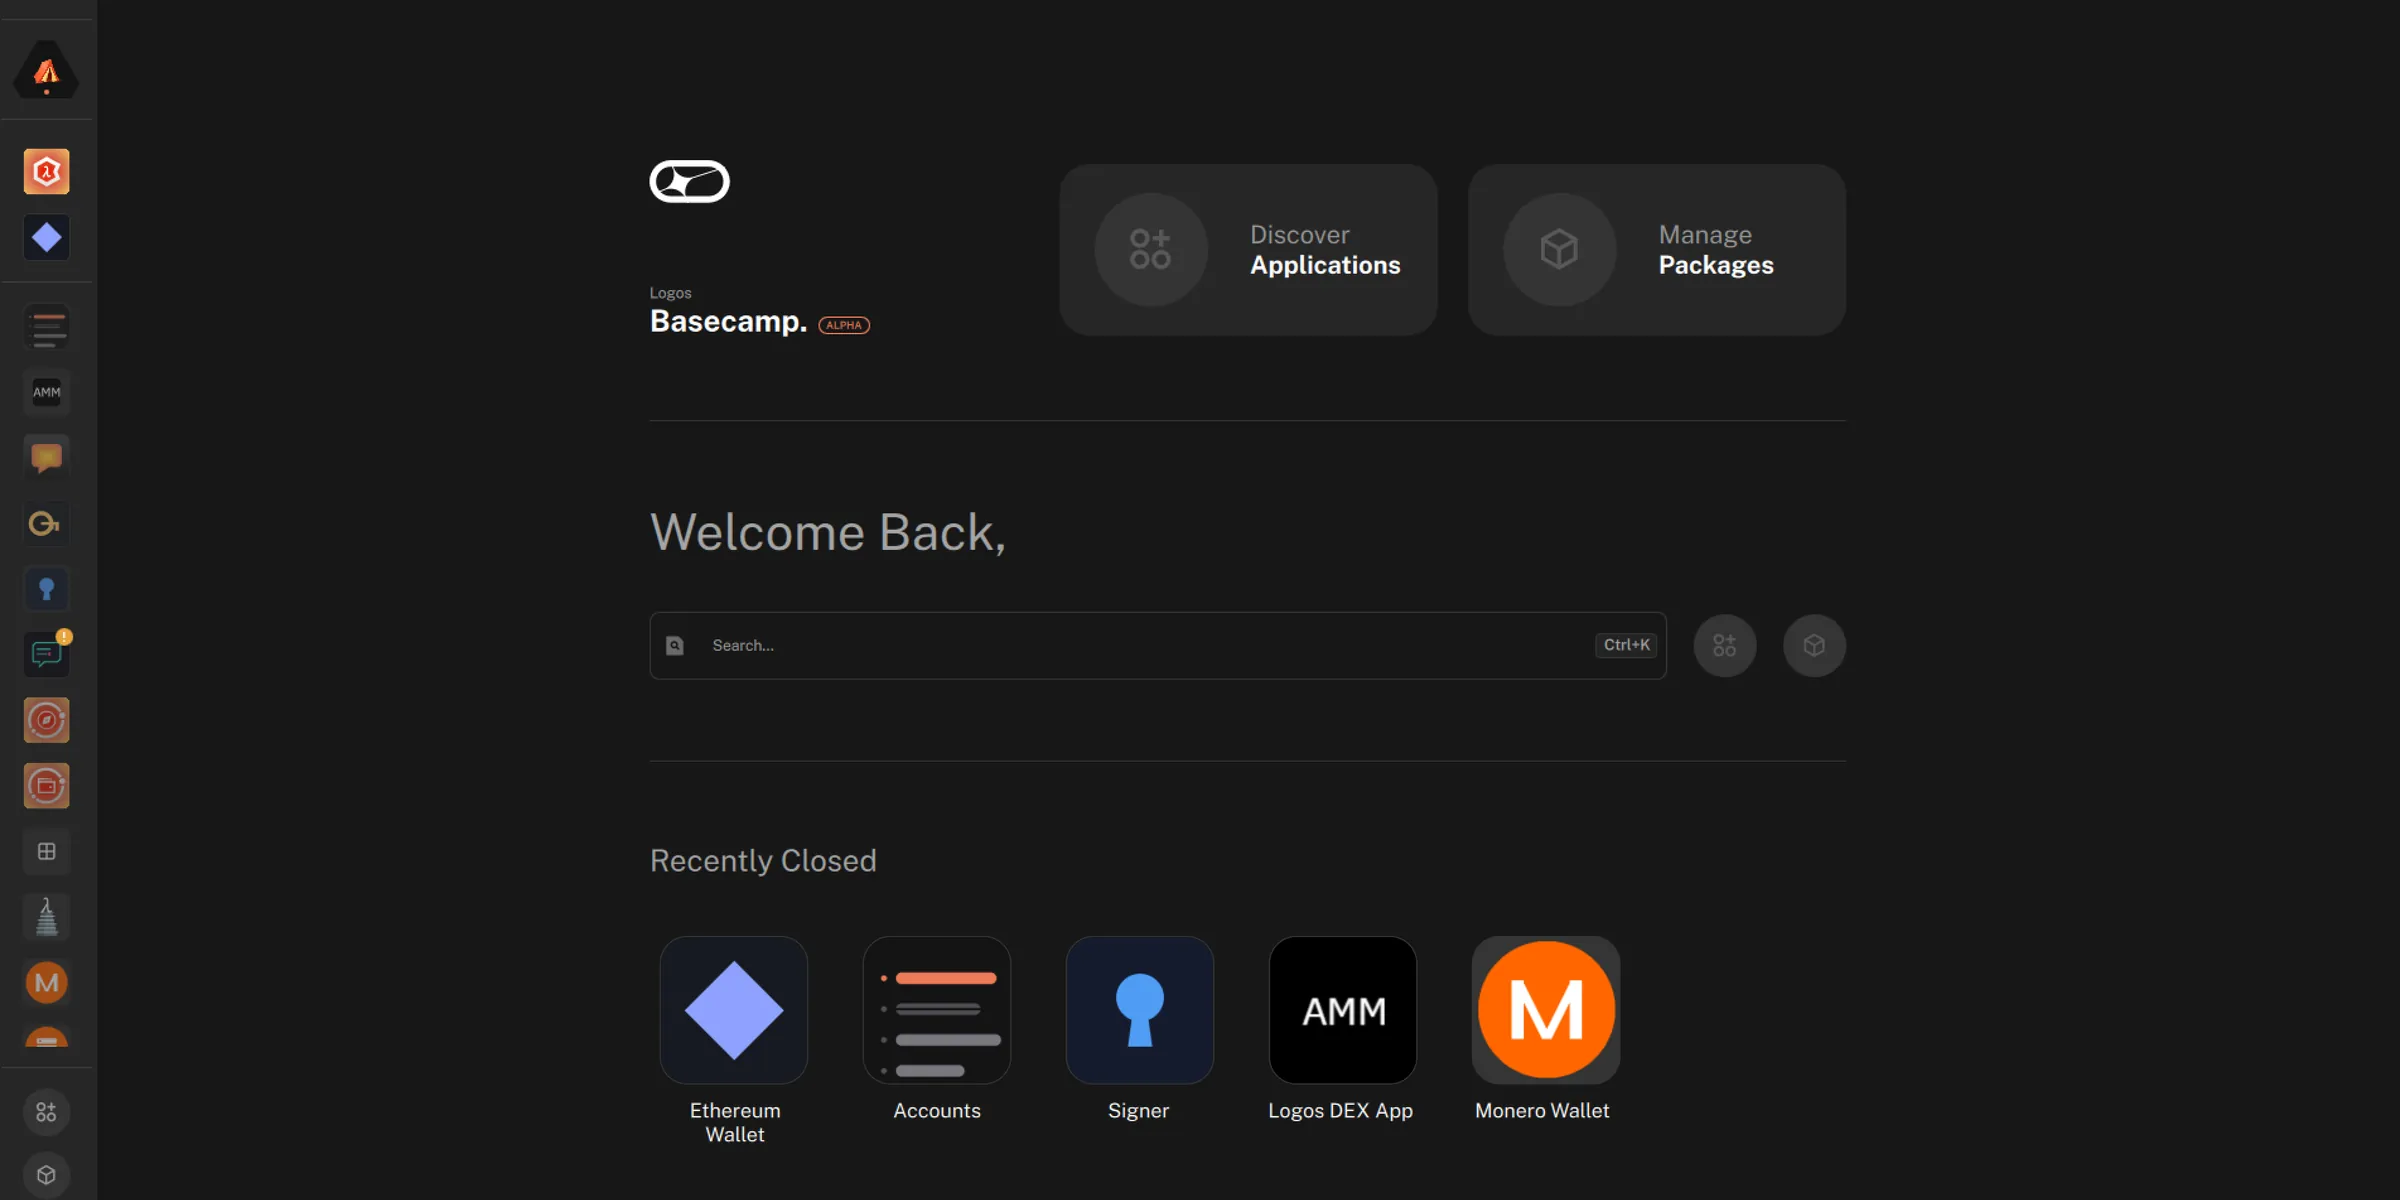 Logos
Basecamp.
ALPHA
Discover
Applications
Manage
Packages
Welcome Back,
Search...
Ctrl+K
Recently Closed
AMM
AMM
M
M
Ethereum
Wallet
Accounts
Signer
Logos DEX App
Monero Wallet